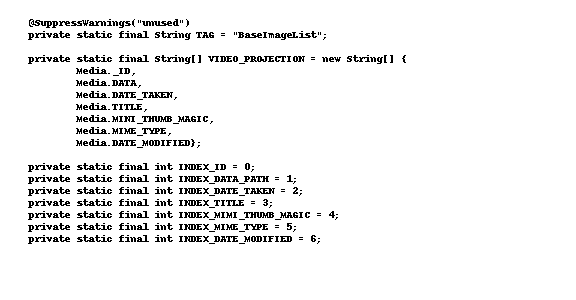 @SuppressWarnings("unused")
private static final String TAG = "BaseImageList";
private static final String[] VIDEO_PROJECTION = new String[] {
Media._ID,
Media.DATA,
Media.DATE_TAKEN,
Media.TITLE,
Media.MINI_THUMB_MAGIC,
Media.MIME_TYPE,
Media.DATE_MODIFIED};
private static final int INDEX_ID = 0;
private static final int INDEX_DATA_PATH = 1;
private static final int INDEX_DATE_TAKEN = 2;
private static final int INDEX_TITLE = 3;
private static final int INDEX_MIMI_THUMB_MAGIC = 4;
private static final int INDEX_MIME_TYPE = 5;
private static final int INDEX_DATE_MODIFIED = 6;